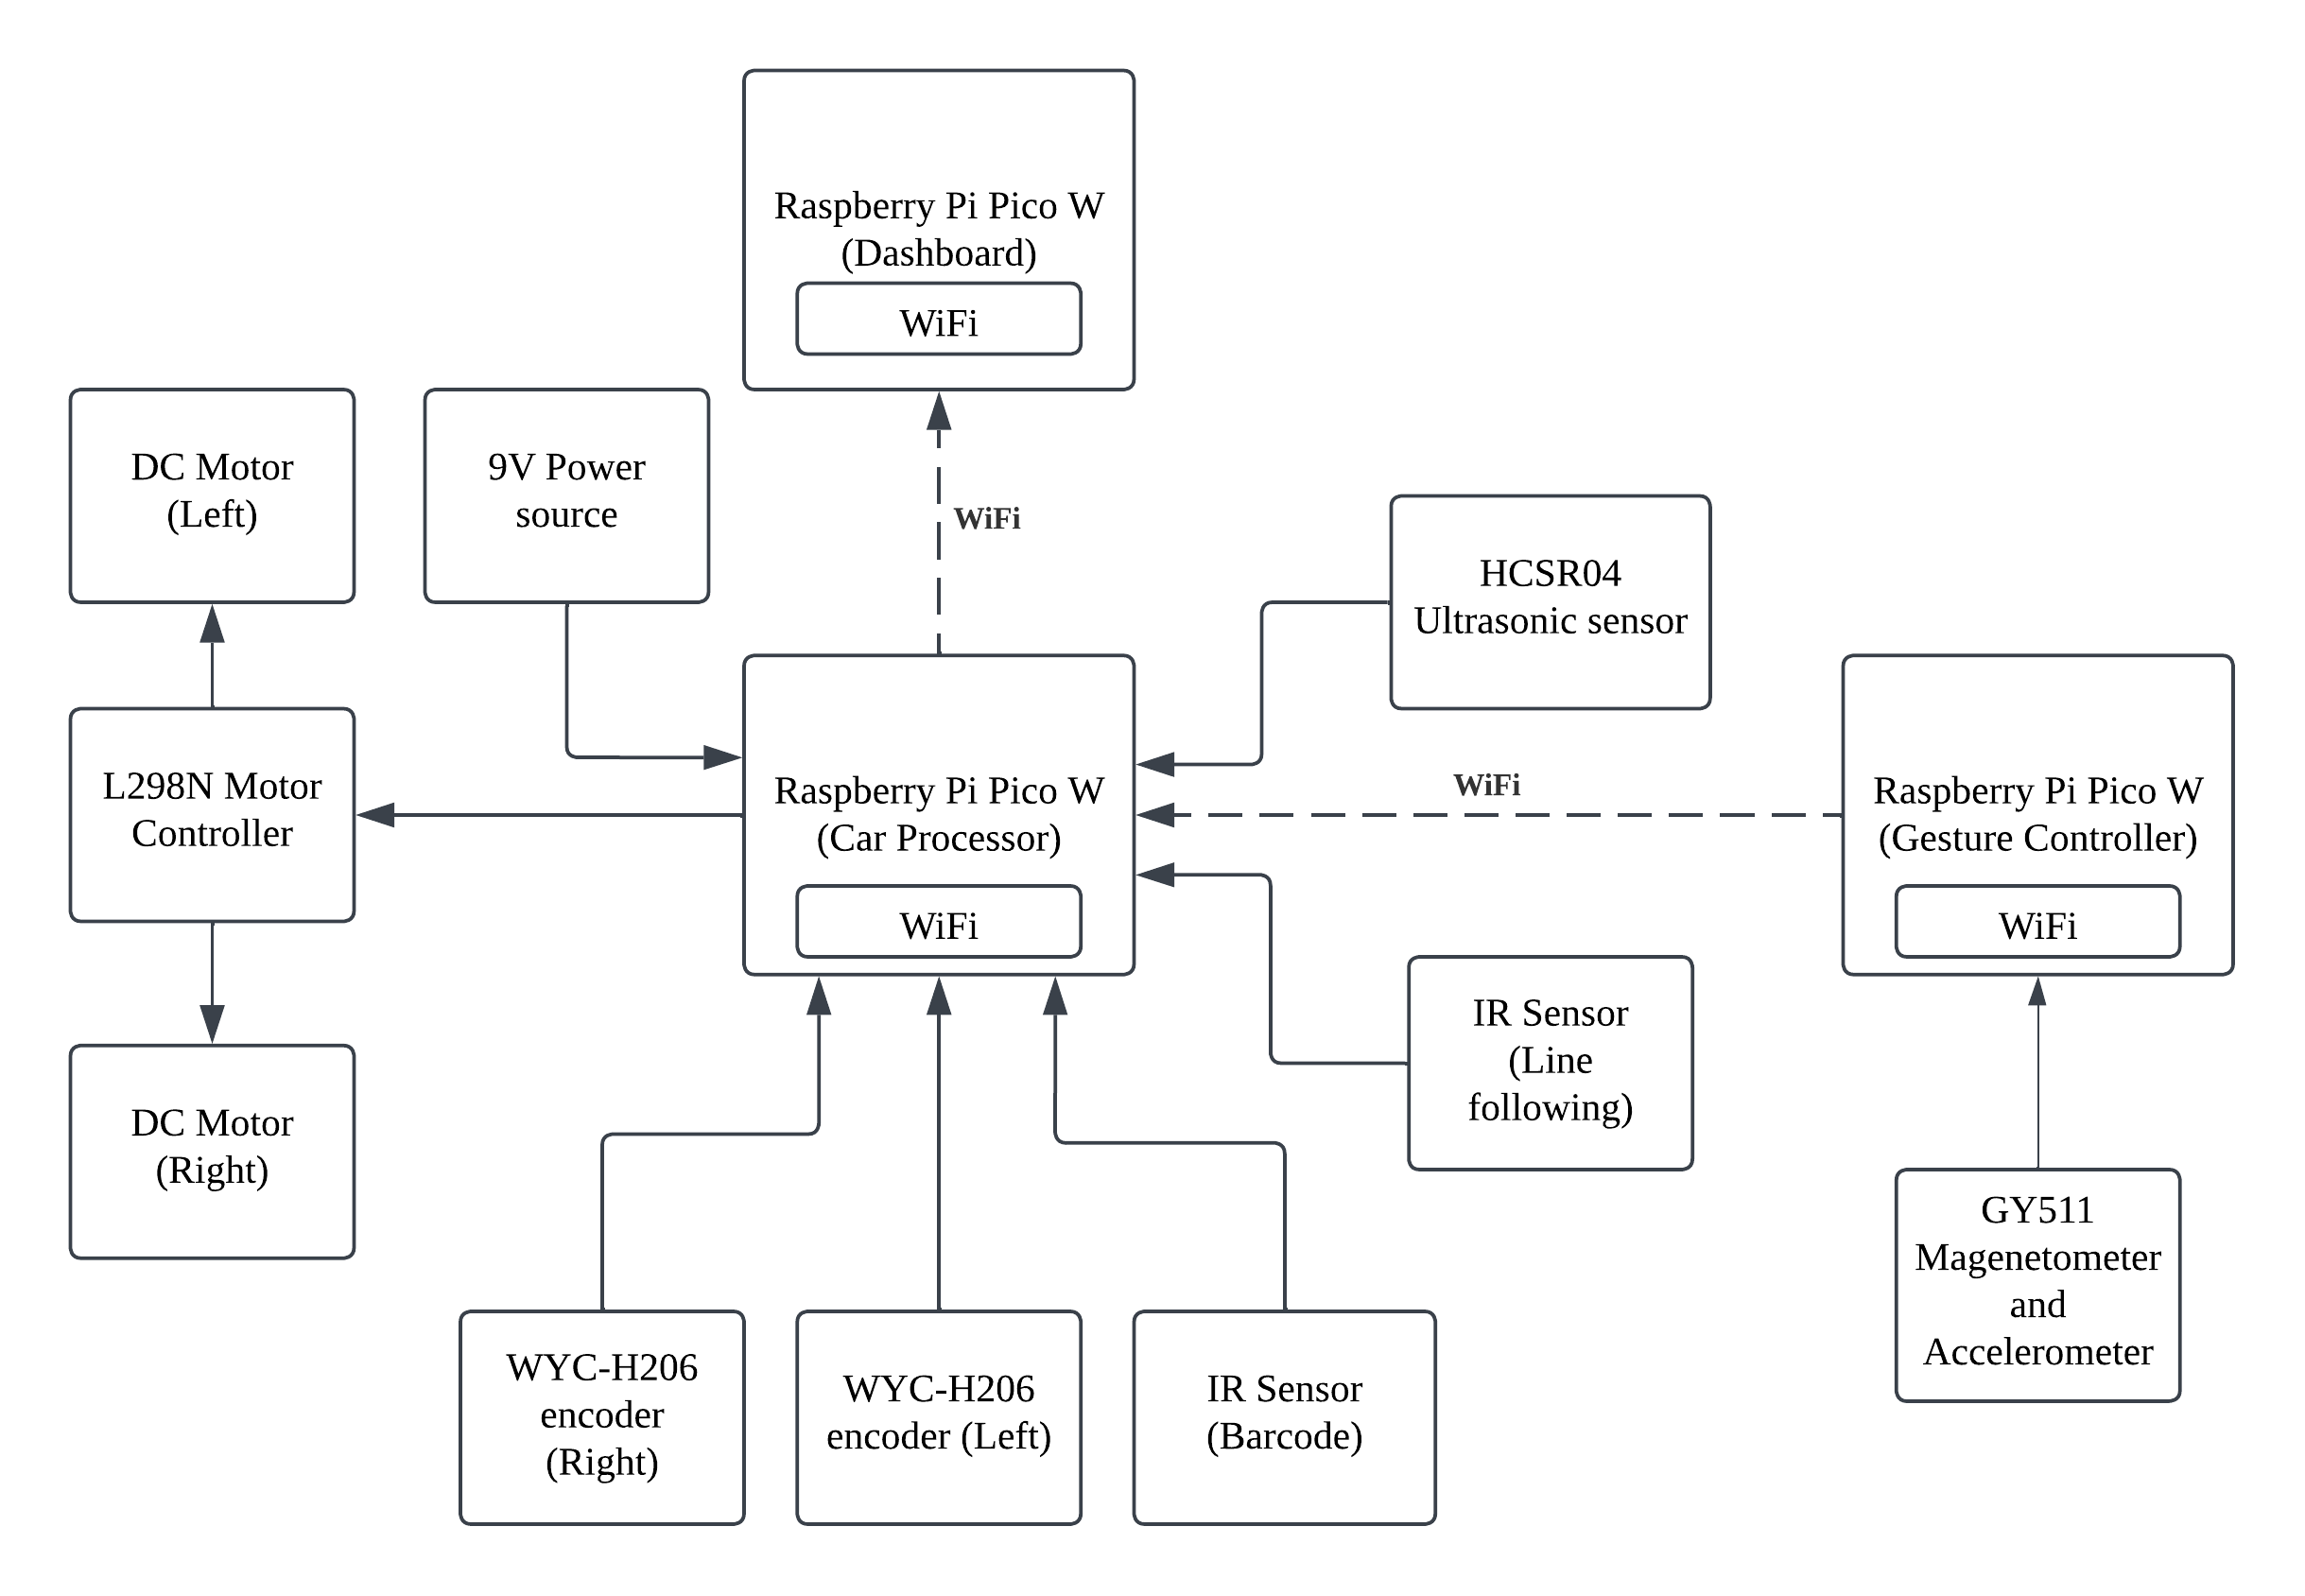 Raspberry Pi Pico W
(Dashboard)
WiFi
DC Motor
(Left)
9V Power
source
WiFi
HCSR04
Ultrasonic sensor
L298N Motor
Controller
Raspberry Pi Pico W
(Car Processor)
WiFi
WiFi
Raspberry Pi Pico W
(Gesture Controller)
WiFi
IR Sensor
(Line
following)
DC Motor
(Right)
GY511
Magenetometer
and
Accelerometer
WYC-H206
encoder
(Right)
WYC-H206
encoder (Left)
IR Sensor
(Barcode)